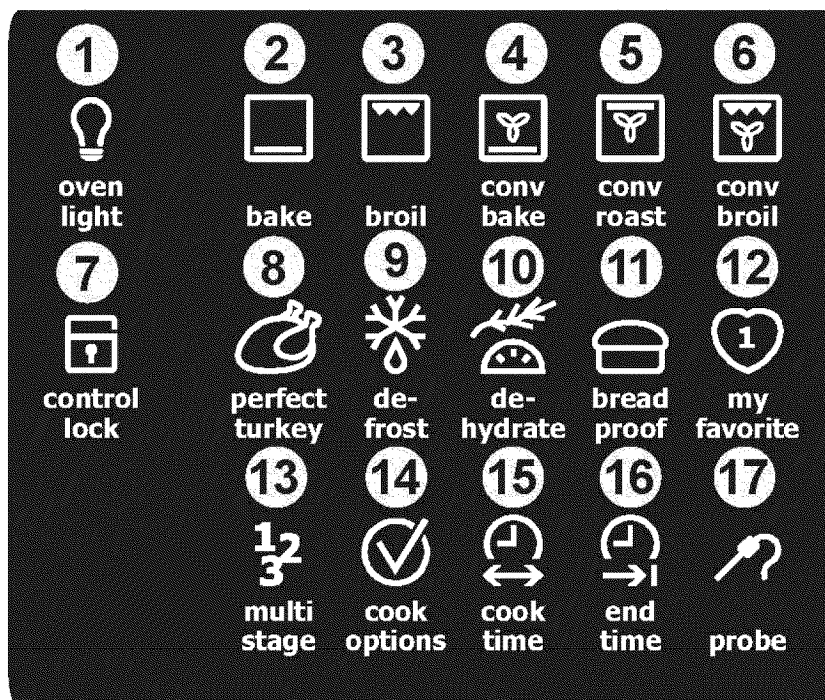 1 2 3 4 5 6
oven conv conv conv
light bake broil bake roast broil
7 8 9 10 11 12
1
control perfect de- de- bread my
lock turkey frost hydrate proof favorite
13 14 15 16 17
1 2 3
multi cook cook end
stage options time time probe